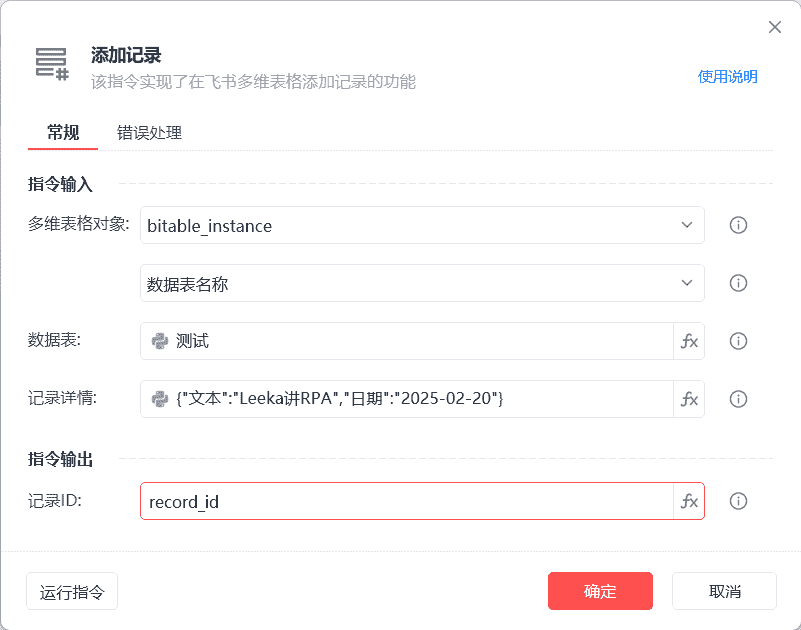 添加记录
该指令实现了在飞书多维表格添加记录的功能
使用说明
常规 错误处理
指令输入
多维表格对象: bitable_instance
数据表名称
数据表: 测试 fx
记录详情: {"文本":"Leeka讲RPA","日期":"2025-02-20"} fx
指令输出
记录ID: record_id fx
运行指令 确定 取消